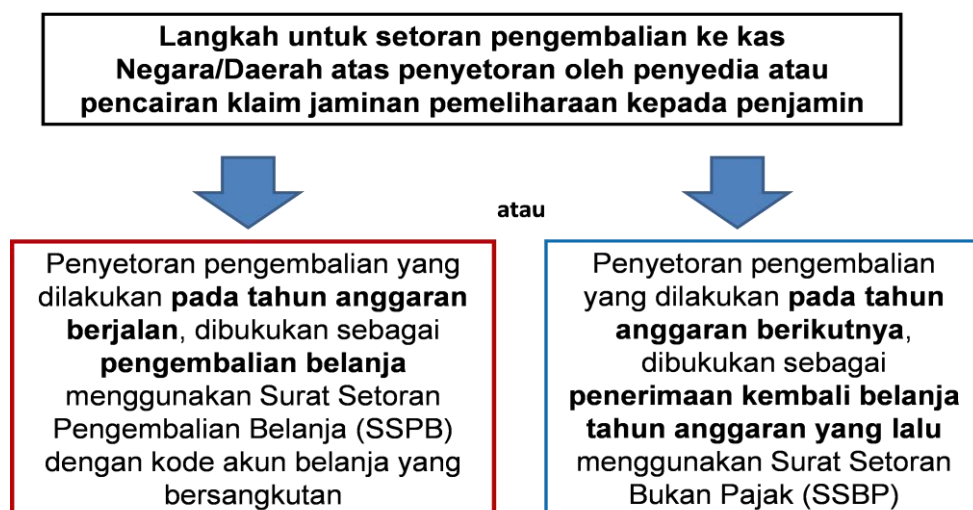 Langkah untuk setoran pengembalian ke kas
Negara/Daerah atas penyetoran oleh penyedia atau
pencairan klaim jaminan pemeliharaan kepada penjamin
atau
Penyetoran pengembalian yang
dilakukan pada tahun anggaran
berjalan, dibukukan sebagai
pengembalian belanja
menggunakan Surat Setoran
Pengembalian Belanja (SSPB)
dengan kode akun belanja yang
bersangkutan
Penyetoran pengembalian
yang dilakukan pada tahun
anggaran berikutnya,
dibukukan sebagai
penerimaan kembali belanja
tahun anggaran yang lalu
menggunakan Surat Setoran
Bukan Pajak (SSBP)